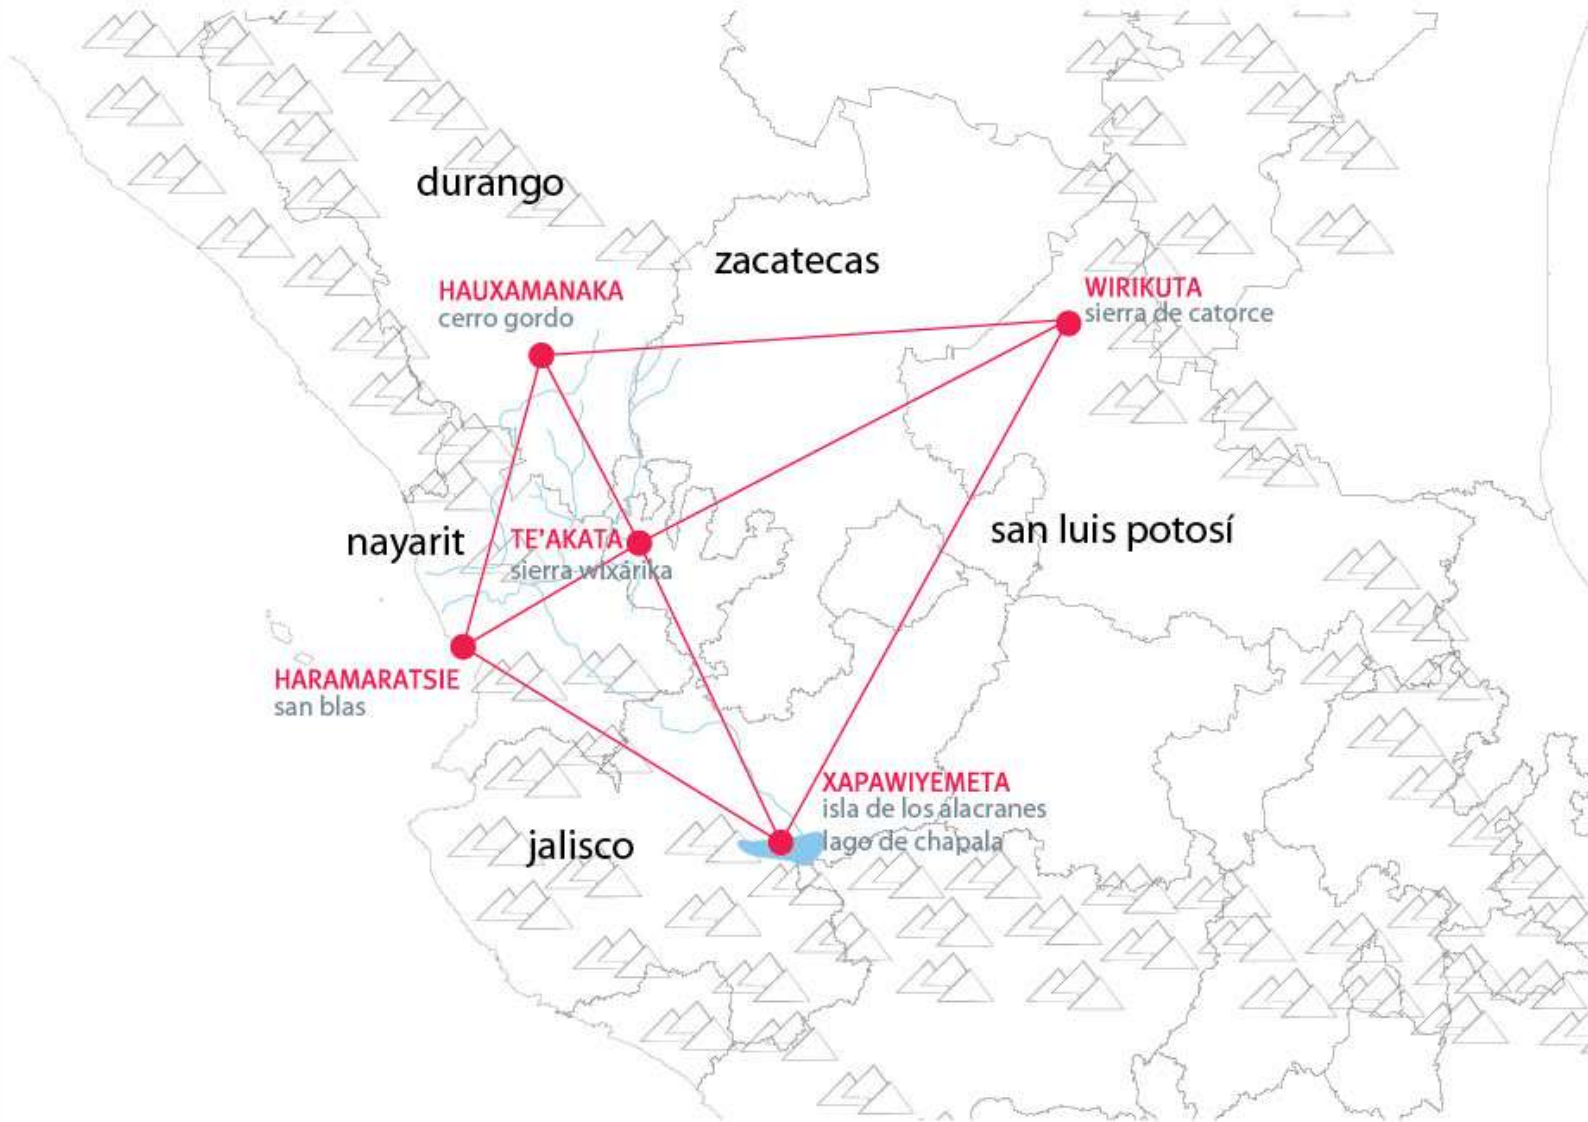 durango
zacatecas
HAUXAMANAKA
cerro gordo
WIRIKUTA
sierra de catorce
nayarit
TE'AKATA
sierra wixárika
san luis potosí
HARAMARATSIE
san blas
XAPAWIYEMETA
isla de los álacranes
lago de chapala
jalisco